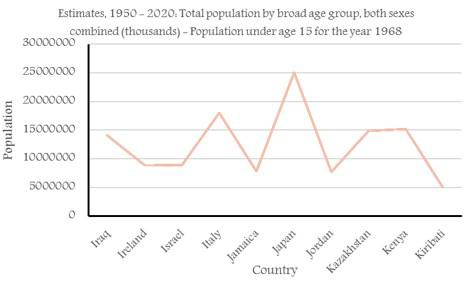 Estimates, 1950 - 2020: Total population by broad age group, both sexes
combined (thousands) - Population under age 15 for the year 1968
30000000
25000000
20000000
15000000
10000000
5000000
0
Population
Iraq
Ireland
Israel
Italy
Jamaica
Japan
Jordan
Kazakhstan
Kenya
Kiribati
Country